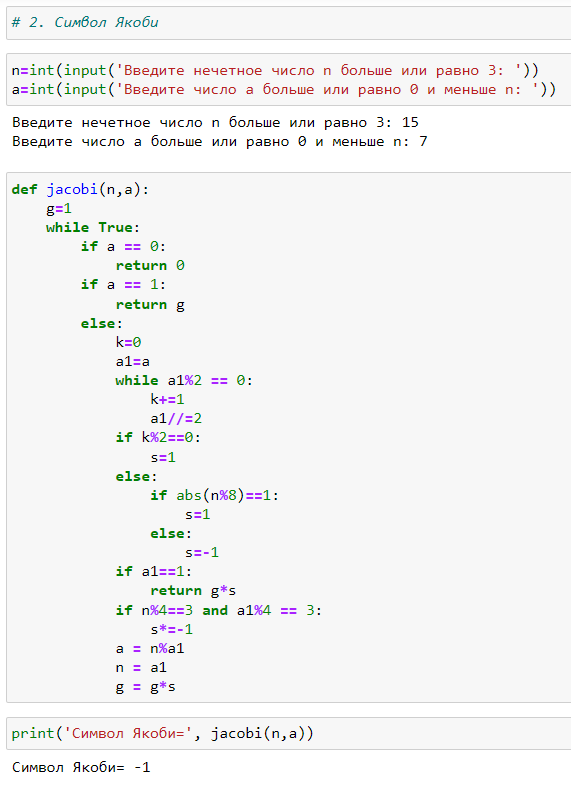 # 2. Символ Якоби
n=int(input('Введите нечетное число n больше или равно 3: '))
a=int(input('Введите число a больше или равно 0 и меньше n: '))
Введите нечетное число n больше или равно 3: 15
Введите число a больше или равно 0 и меньше n: 7
def jacobi(n,a):
    g=1
    while True:
        if a == 0:
            return 0
        if a == 1:
            return g
        else:
            k=0
            a1=a
            while a1%2 == 0:
                k+=1
                a1//=2
            if k%2==0:
                s=1
            else:
                if abs(n%8)==1:
                    s=1
                else:
                    s=-1
            if a1==1:
                return g*s
            if n%4==3 and a1%4 == 3:
                s*=-1
            a = n%a1
            n = a1
            g = g*s
print('Символ Якоби=', jacobi(n,a))
Символ Якоби= -1